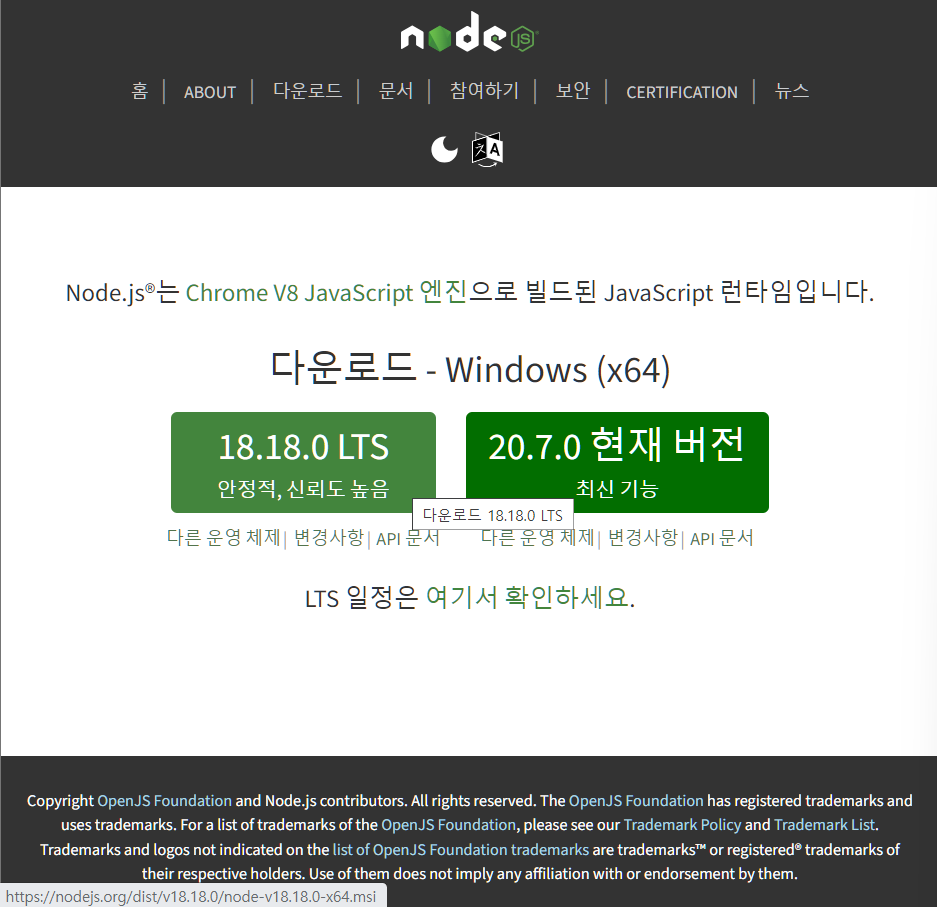 node JS
홈 | ABOUT | 다운로드 | 문서 | 참여하기 | 보안 | CERTIFICATION | 뉴스
Node.js®는 Chrome V8 JavaScript 엔진으로 빌드된 JavaScript 런타임입니다.
다운로드 - Windows (x64)
18.18.0 LTS
안정적, 신뢰도 높음
20.7.0 현재 버전
최신 기능
다운로드 18.18.0 LTS
다른 운영 체제 | 변경사항 | API 문서
다른 운영 체제 | 변경사항 | API 문서
LTS 일정은 여기서 확인하세요.
Copyright OpenJS Foundation and Node.js contributors. All rights reserved. The OpenJS Foundation has registered trademarks and
uses trademarks. For a list of trademarks of the OpenJS Foundation, please see our Trademark Policy and Trademark List.
Trademarks and logos not indicated on the list of OpenJS Foundation trademarks are trademarks™ or registered® trademarks of
their respective holders. Use of them does not imply any affiliation with or endorsement by them.
https://nodejs.org/dist/v18.18.0/node-v18.18.0-x64.msi